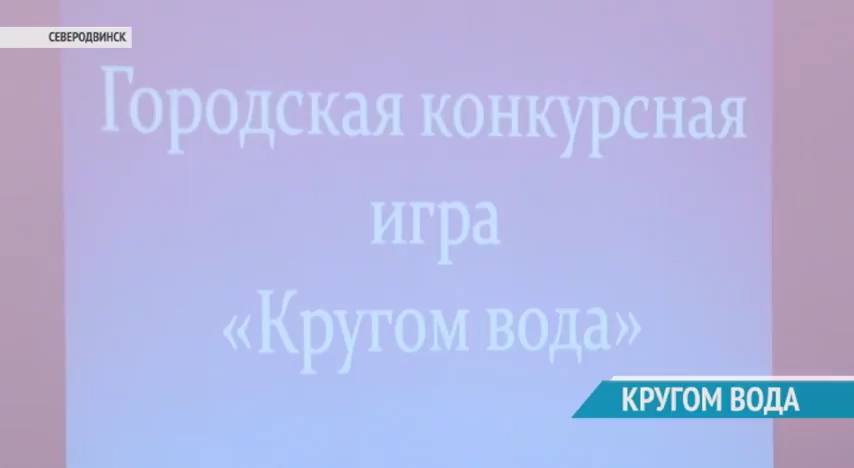 СЕВЕРОДВИНСК
Городская конкурсная
игра
«Кругом вода»
КРУГОМ ВОДА